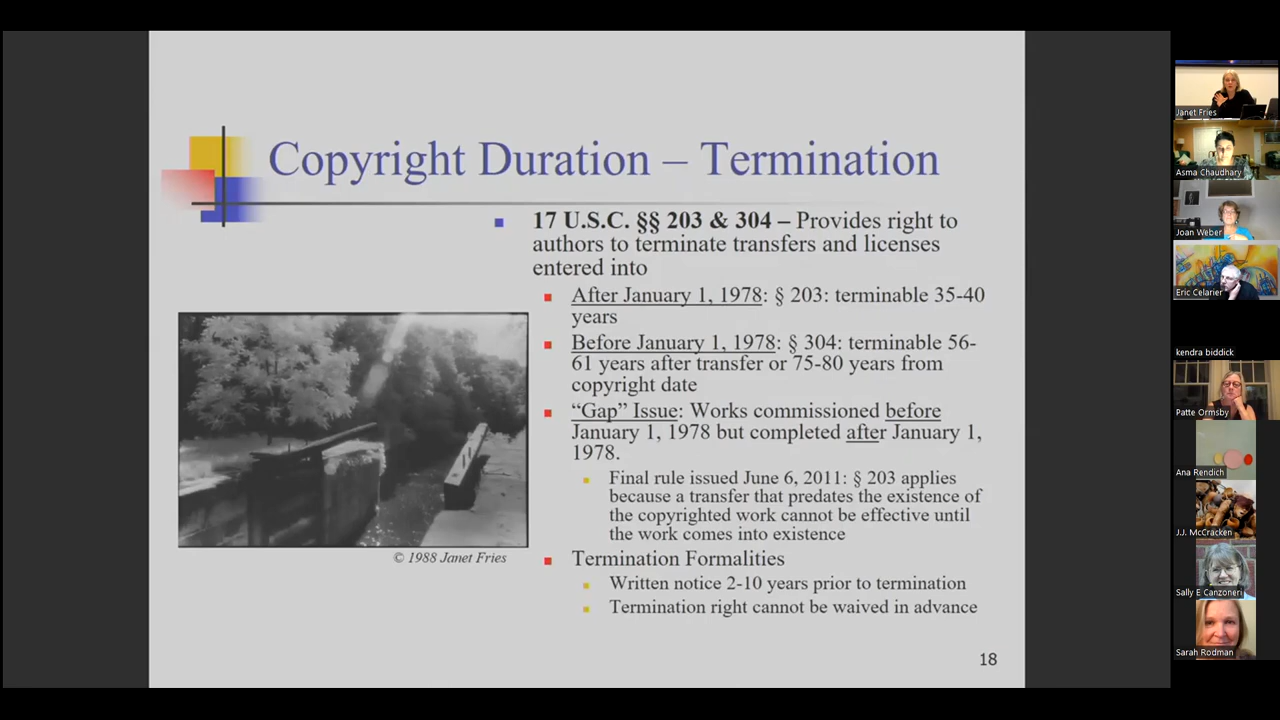 Copyright Duration – Termination
17 U.S.C. §§ 203 & 304 – Provides right to
authors to terminate transfers and licenses
entered into
After January 1, 1978: § 203: terminable 35-40
years
Before January 1, 1978: § 304: terminable 56-
61 years after transfer or 75-80 years from
copyright date
“Gap” Issue: Works commissioned before
January 1, 1978 but completed after January 1,
1978.
Final rule issued June 6, 2011: § 203 applies
because a transfer that predates the existence of
the copyrighted work cannot be effective until
the work comes into existence
Termination Formalities
Written notice 2-10 years prior to termination
Termination right cannot be waived in advance
© 1988 Janet Fries
18
Janet Fries
Asma Chaudhary
Joan Weber
Eric Celarier
kendra biddick
Patte Ormsby
Ana Rendich
J.J. McCracken
Sally E Canzoneri
Sarah Rodman